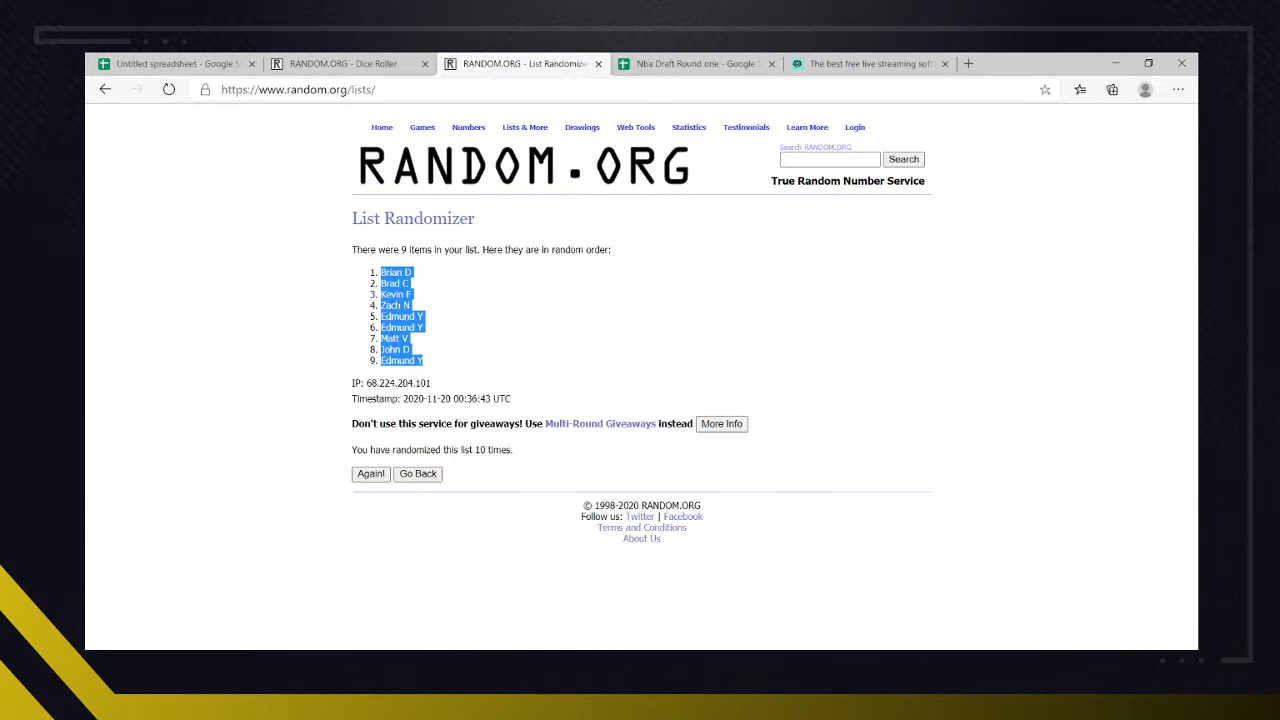 Untitled spreadsheet - Google S
RANDOM.ORG - Dice Roller
RANDOM.ORG - List Randomize
Nba Draft Round one - Google S
The best free live streaming soft
https://www.random.org/lists/
Home Games Numbers Lists & More Drawings Web Tools Statistics Testimonials Learn More Login
RANDOM.ORG
Search RANDOM.ORG
Search
True Random Number Service
List Randomizer
There were 9 items in your list. Here they are in random order:
1. Brian D
2. Brad C
3. Kevin F
4. Zach N
5. Edmund Y
6. Edmund Y
7. Matt V
8. John D
9. Edmund Y
IP: 68.224.204.101
Timestamp: 2020-11-20 00:36:43 UTC
Don't use this service for giveaways! Use Multi-Round Giveaways instead More Info
You have randomized this list 10 times.
Again! Go Back
© 1998-2020 RANDOM.ORG
Follow us: Twitter | Facebook
Terms and Conditions
About Us